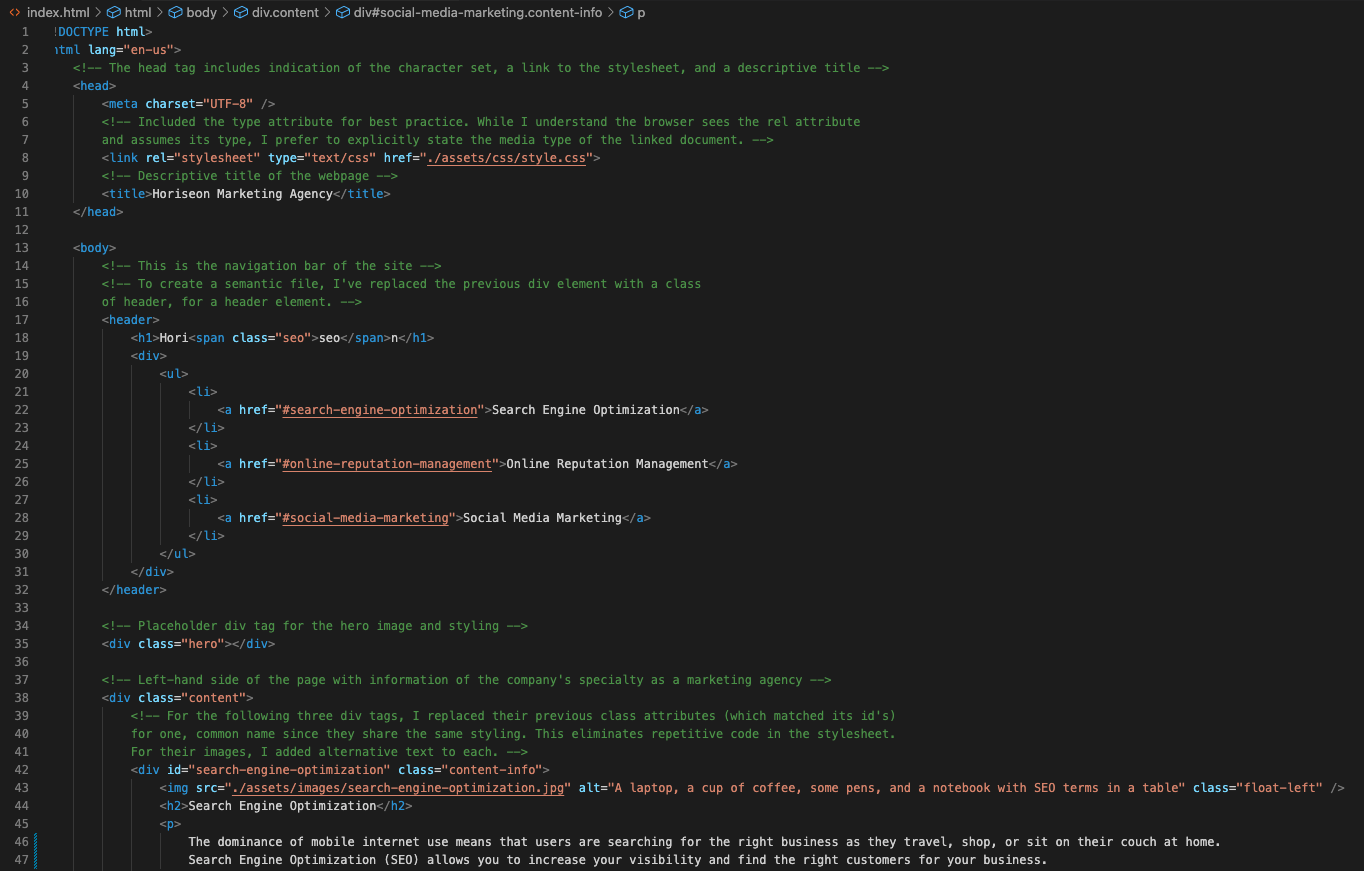 index.html > html > body > div.content > div#social-media-marketing.content-info > p
1 !DOCTYPE html>
2 html lang="en-us">
3 <!-- The head tag includes indication of the character set, a link to the stylesheet, and a descriptive title -->
4 <head>
5 <meta charset="UTF-8" />
6 <!-- Included the type attribute for best practice. While I understand the browser sees the rel attribute
7 and assumes its type, I prefer to explicitly state the media type of the linked document. -->
8 <link rel="stylesheet" type="text/css" href="./assets/css/style.css">
9 <!-- Descriptive title of the webpage -->
10 <title>Horiseon Marketing Agency</title>
11 </head>
12
13 <body>
14 <!-- This is the navigation bar of the site -->
15 <!-- To create a semantic file, I've replaced the previous div element with a class
16 of header, for a header element. -->
17 <header>
18 <h1>Hori<span class="seo">seo</span>n</h1>
19 <div>
20 <ul>
21 <li>
22 <a href="#search-engine-optimization">Search Engine Optimization</a>
23 </li>
24 <li>
25 <a href="#online-reputation-management">Online Reputation Management</a>
26 </li>
27 <li>
28 <a href="#social-media-marketing">Social Media Marketing</a>
29 </li>
30 </ul>
31 </div>
32 </header>
33
34 <!-- Placeholder div tag for the hero image and styling -->
35 <div class="hero"></div>
36
37 <!-- Left-hand side of the page with information of the company's specialty as a marketing agency -->
38 <div class="content">
39 <!-- For the following three div tags, I replaced their previous class attributes (which matched its id's)
40 for one, common name since they share the same styling. This eliminates repetitive code in the stylesheet.
41 For their images, I added alternative text to each. -->
42 <div id="search-engine-optimization" class="content-info">
43 <img src="./assets/images/search-engine-optimization.jpg" alt="A laptop, a cup of coffee, some pens, and a notebook with SEO terms in a table" class="float-left" />
44 <h2>Search Engine Optimization</h2>
45 <p>
46 The dominance of mobile internet use means that users are searching for the right business as they travel, shop, or sit on their couch at home.
47 Search Engine Optimization (SEO) allows you to increase your visibility and find the right customers for your business.